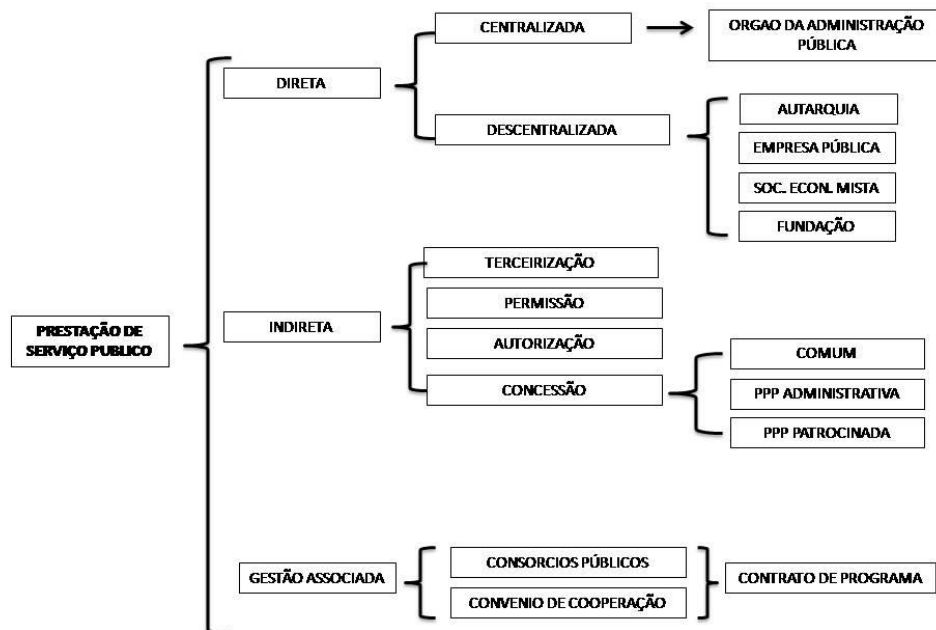 CENTRALIZADA
ORGAO DA ADMINISTRAÇÃO
PÚBLICA
DIRETA
AUTARQUIA
DESCENTRALIZADA
EMPRESA PÚBLICA
SOC. ECON. MISTA
FUNDAÇÃO
TERCEIRIZAÇÃO
PERMISSÃO
PRESTAÇÃO DE
SERVIÇO PUBLICO
INDIRETA
AUTORIZAÇÃO
COMUM
CONCESSÃO
PPP ADMINISTRATIVA
PPP PATROCINADA
CONSORCIOS PÚBLICOS
GESTÃO ASSOCIADA
CONTRATO DE PROGRAMA
CONVENIO DE COOPERAÇÃO